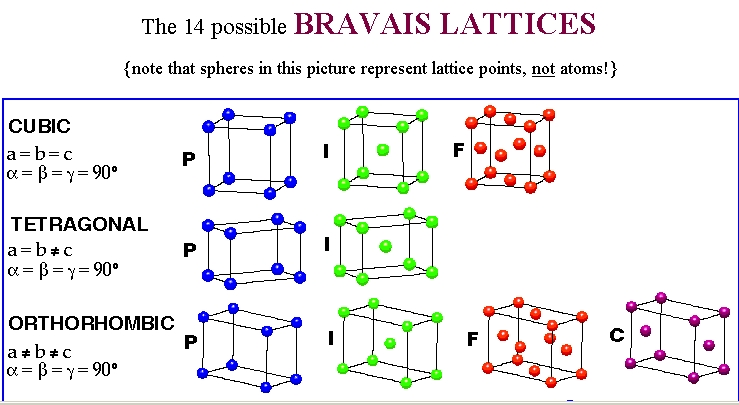 The 14 possible BRAVAIS LATTICES
{note that spheres in this picture represent lattice points, not atoms!}
CUBIC
a = b = c
α = β = γ = 90°
P
I
F
TETRAGONAL
a = b ≠ c
α = β = γ = 90°
P
I
ORTHORHOMBIC
a ≠ b ≠ c
α = β = γ = 90°
P
I
F
C